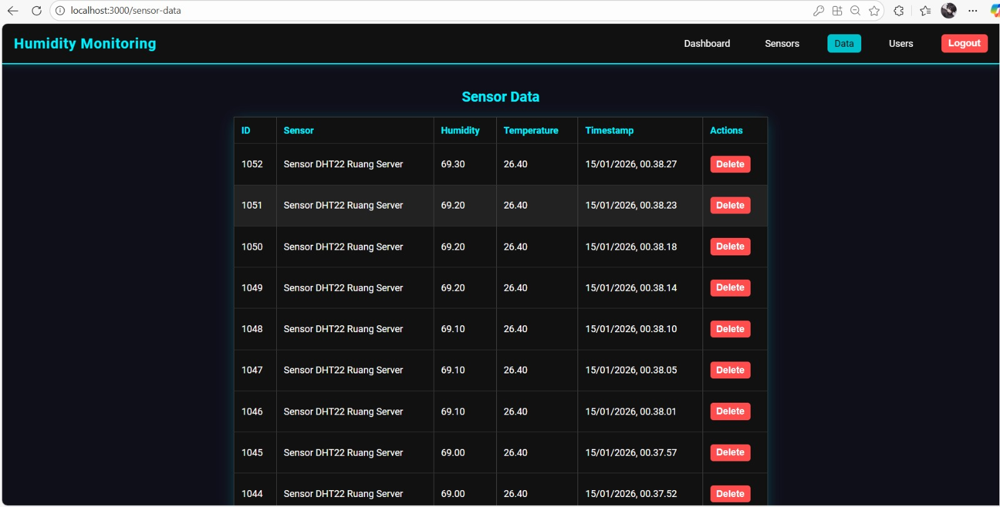 localhost:3000/sensor-data
Humidity Monitoring Dashboard Sensors Data Users Logout
Sensor Data
ID Sensor Humidity Temperature Timestamp Actions
1052 Sensor DHT22 Ruang Server 69.30 26.40 15/01/2026, 00.38.27 Delete
1051 Sensor DHT22 Ruang Server 69.20 26.40 15/01/2026, 00.38.23 Delete
1050 Sensor DHT22 Ruang Server 69.20 26.40 15/01/2026, 00.38.18 Delete
1049 Sensor DHT22 Ruang Server 69.20 26.40 15/01/2026, 00.38.14 Delete
1048 Sensor DHT22 Ruang Server 69.10 26.40 15/01/2026, 00.38.10 Delete
1047 Sensor DHT22 Ruang Server 69.10 26.40 15/01/2026, 00.38.05 Delete
1046 Sensor DHT22 Ruang Server 69.10 26.40 15/01/2026, 00.38.01 Delete
1045 Sensor DHT22 Ruang Server 69.00 26.40 15/01/2026, 00.37.57 Delete
1044 Sensor DHT22 Ruang Server 69.00 26.40 15/01/2026, 00.37.52 Delete